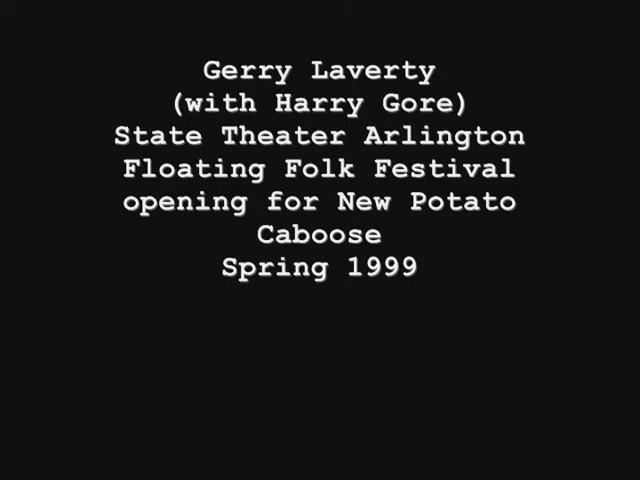 Gerry Laverty
(with Harry Gore)
State Theater Arlington
Floating Folk Festival
opening for New Potato
Caboose
Spring 1999